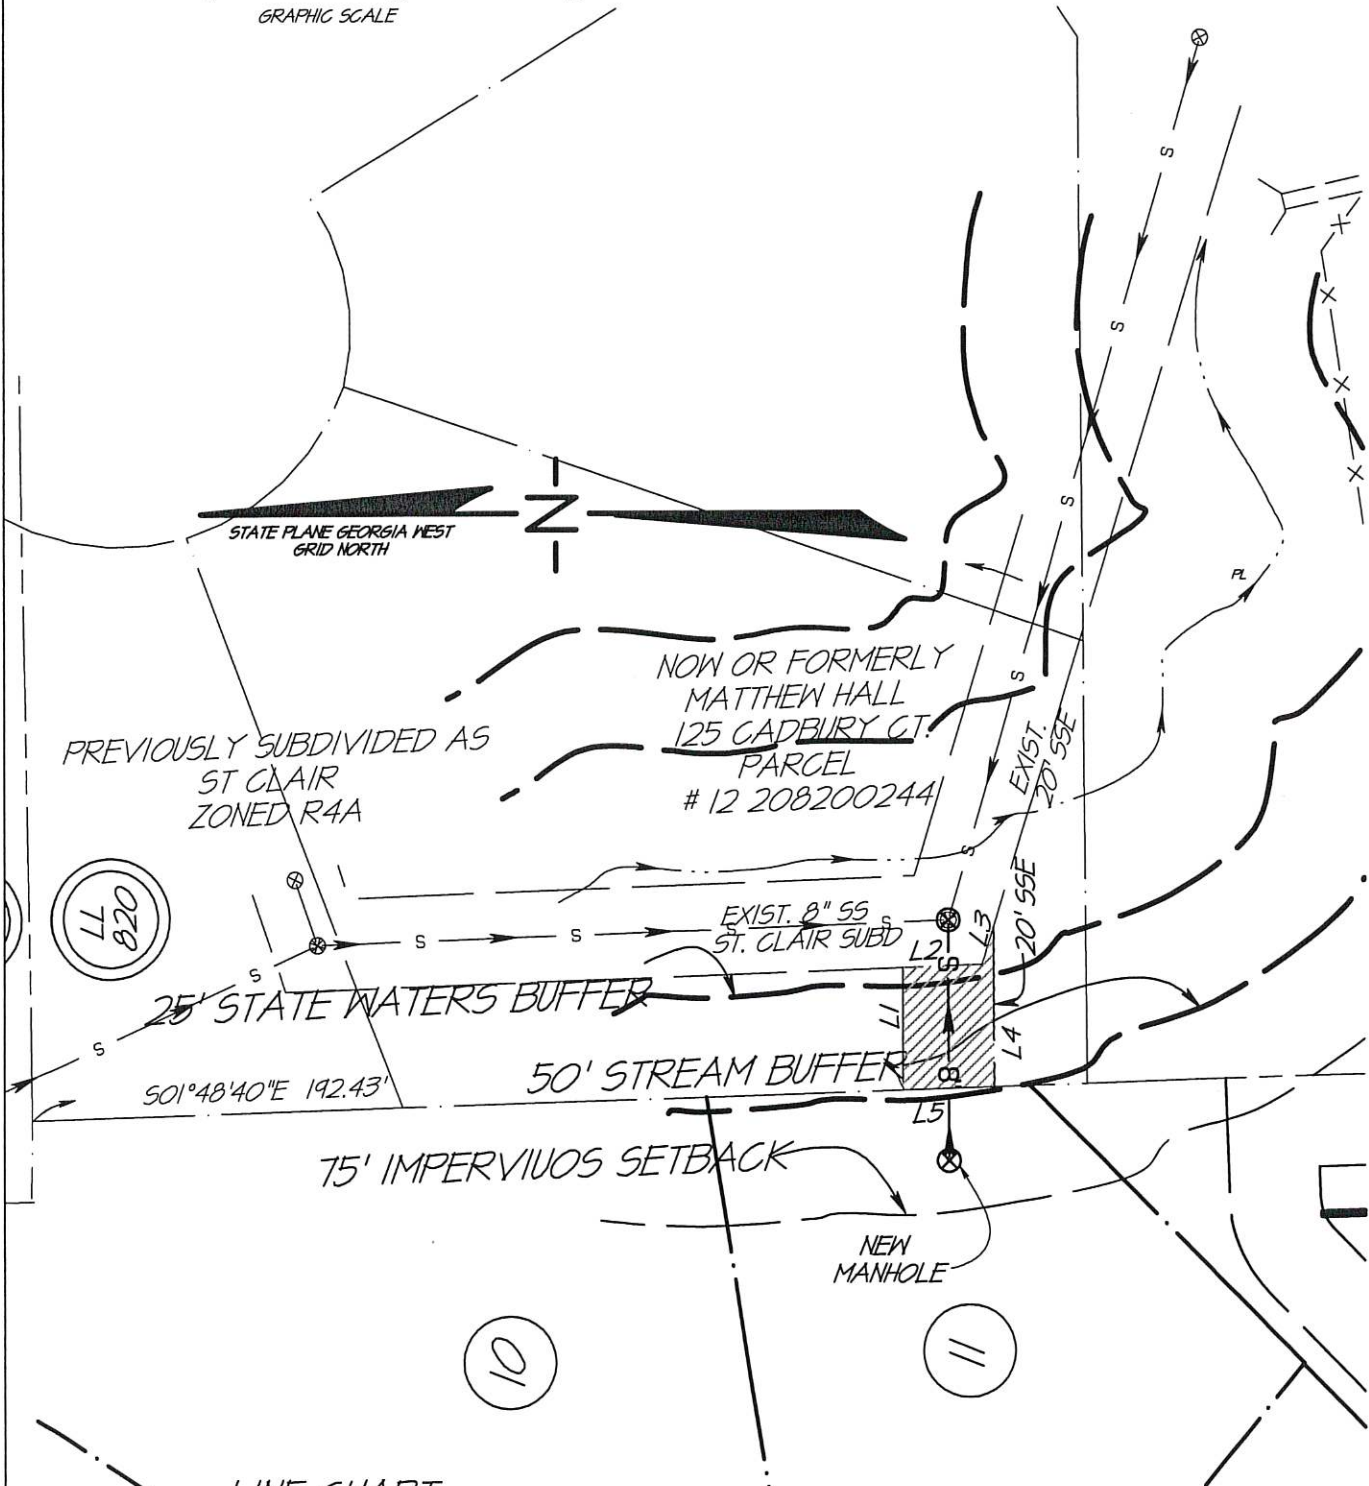 GRAPHIC SCALE
S
S
N
STATE PLANE GEORGIA WEST
GRID NORTH
S
PL
NOW OR FORMERLY
MATTHEW HALL
125 CADBURY CT.
PARCEL
# 12 208200244
S
EXIST.
20' SSE
PREVIOUSLY SUBDIVIDED AS
ST CLAIR
ZONED R4A
LL
820
S
20' SSE
EXIST. 8" SS
ST. CLAIR SUBD
S
S
S
S
S
L2
L3
S
25' STATE WATERS BUFFER
L1
L4
S
50' STREAM BUFFER
8
S01°48'40"E 192.43'
L5
75' IMPERVIUOS SETBACK
NEW
MANHOLE
10
11
LINE CHART